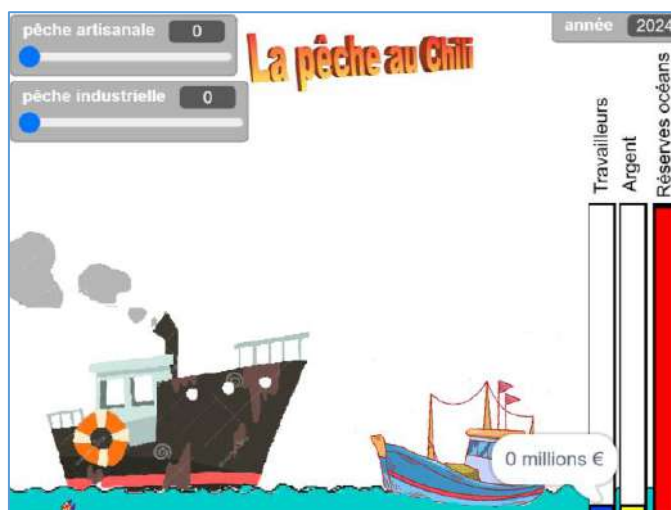 pêche artisanale 0
pêche industrielle 0
La pêche au Chili
année 2024
Travailleurs
Argent
Réserves océans
0 millions €